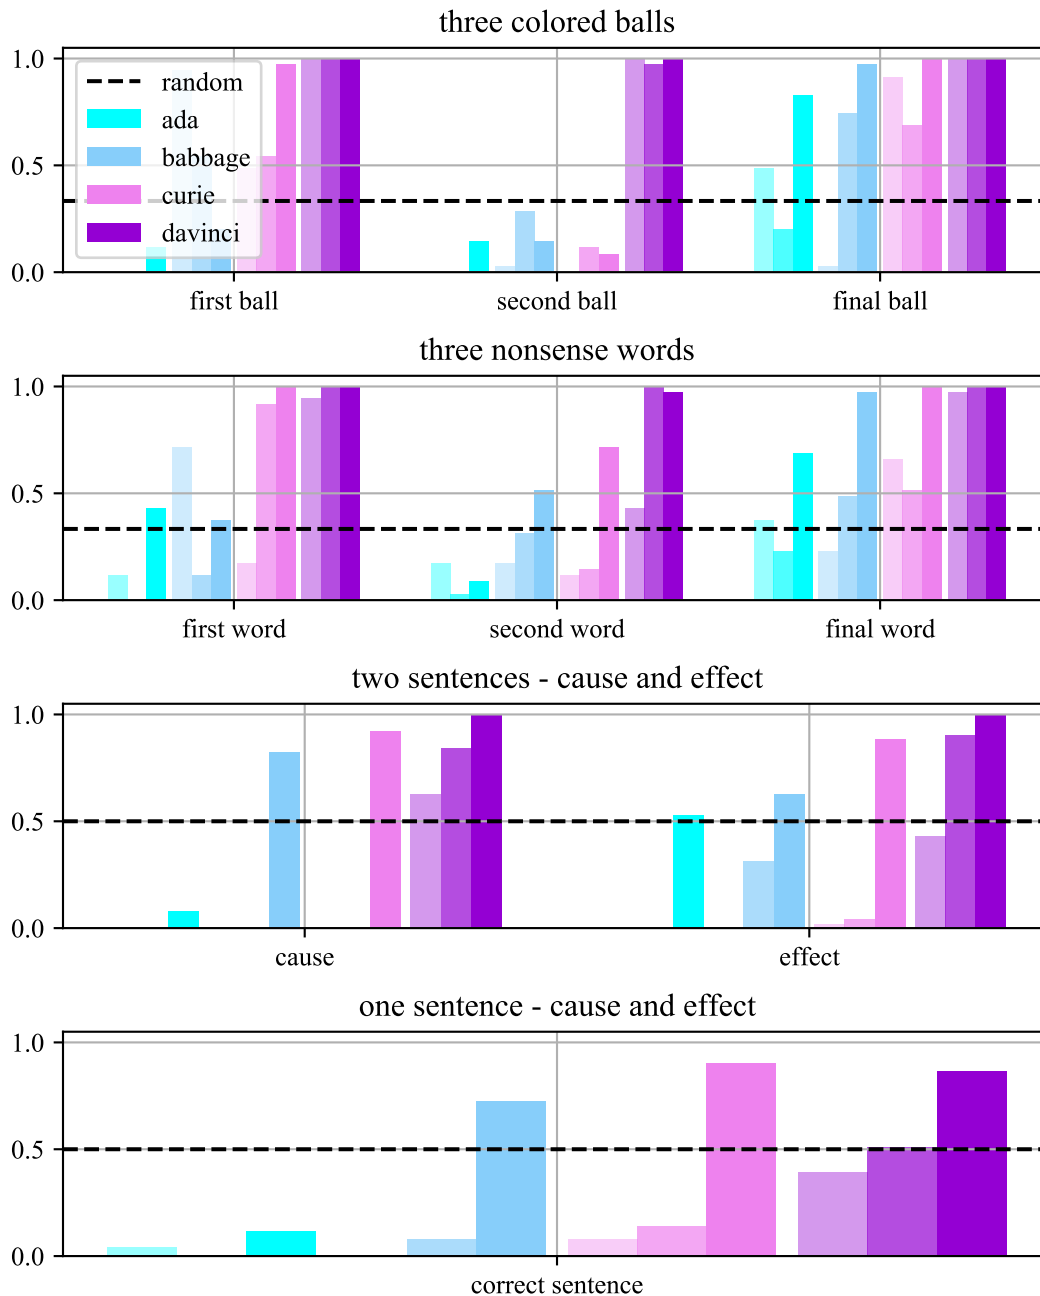 three colored balls
1.0
0.5
0.0
random
ada
babbage
curie
davinci
first ball second ball final ball
three nonsense words
1.0
0.5
0.0
first word second word final word
two sentences - cause and effect
1.0
0.5
0.0
cause effect
one sentence - cause and effect
1.0
0.5
0.0
correct sentence